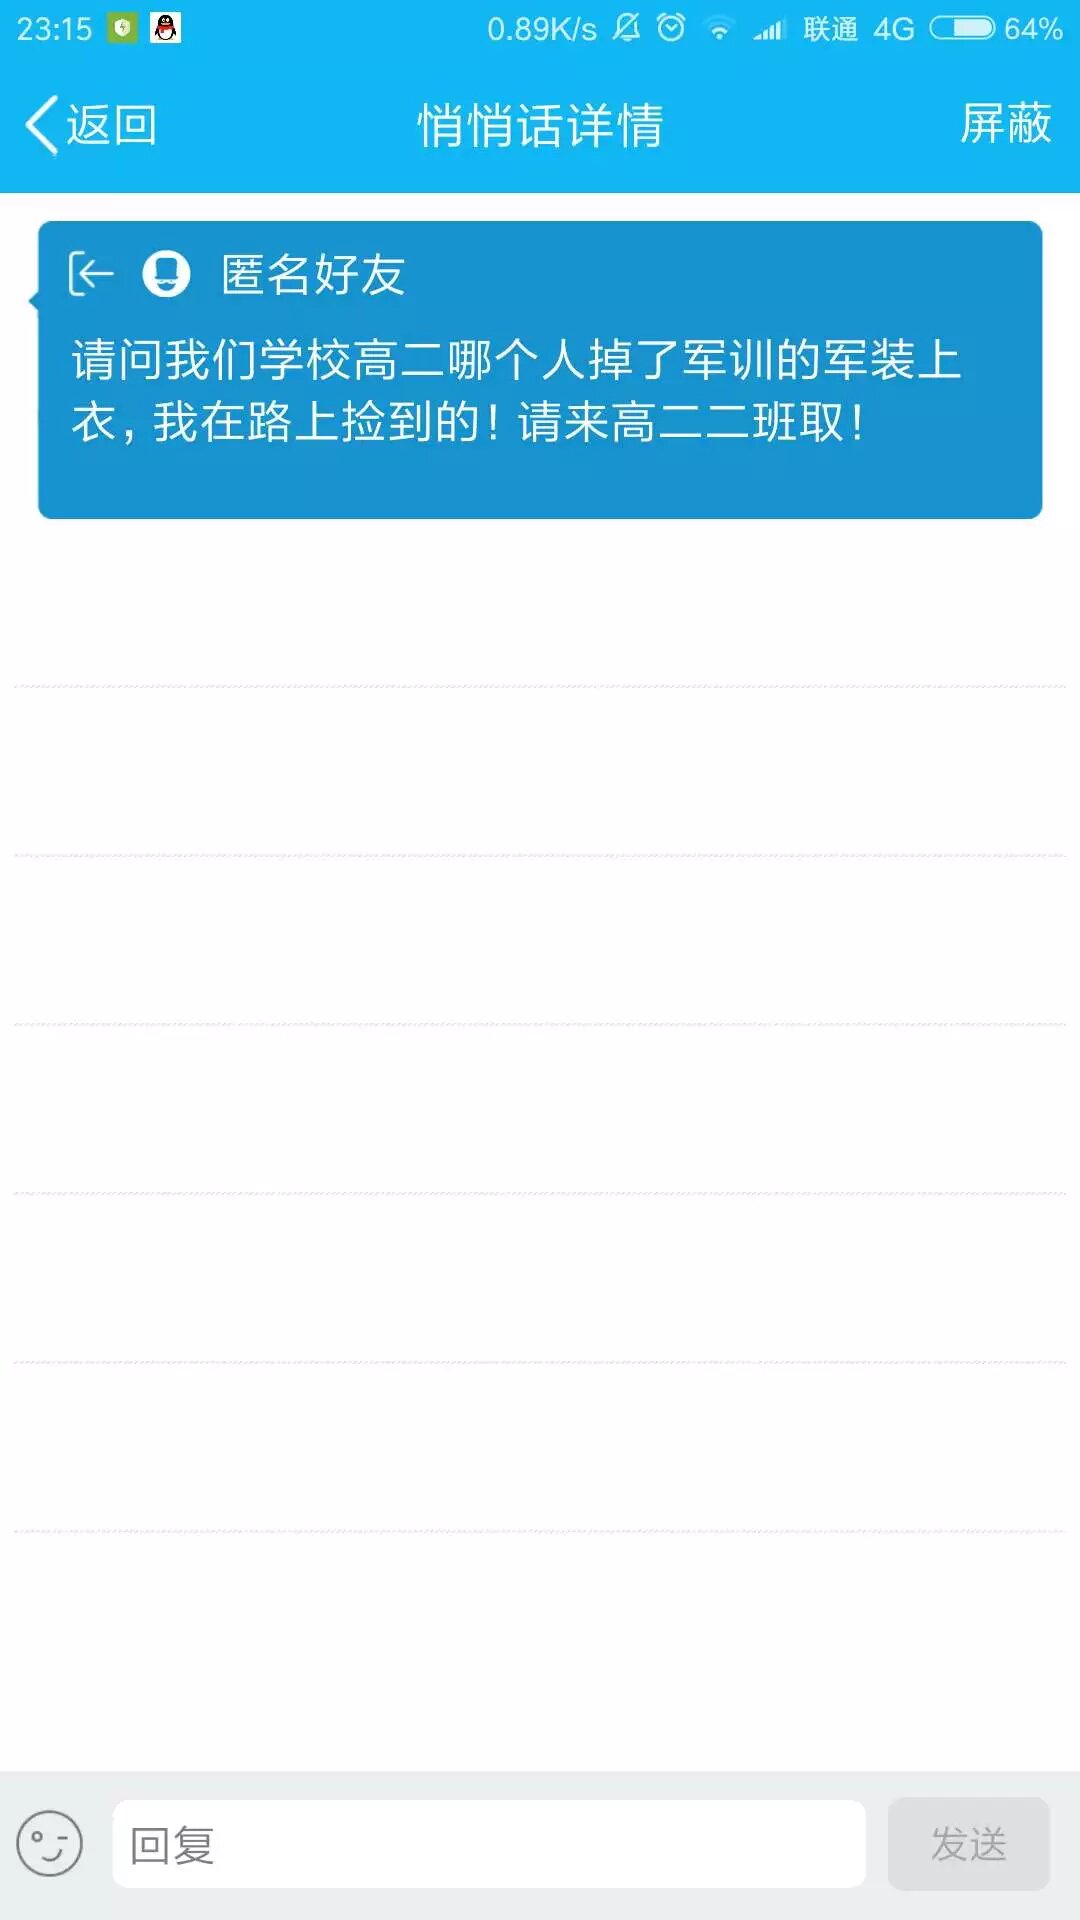 23:15 0.89K/s 联通 4G 64%
返回 悄悄话详情 屏蔽
匿名好友
请问我们学校高二哪个人掉了军训的军装上
衣，我在路上捡到的！请来高二二班取！
回复 发送